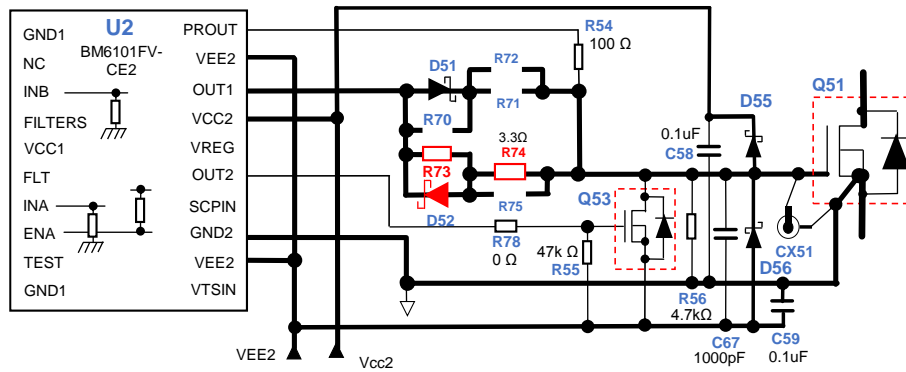 U2
BM6101FV-
CE2
GND1
NC
INB
FILTERS
VCC1
FLT
INA
ENA
TEST
GND1
PROUT
VEE2
OUT1
VCC2
VREG
OUT2
SCPIN
GND2
VEE2
VTSIN
R54
100 Ω
D51
R72
R71
R70
3.3Ω
R74
R73
D52
R75
R78
0 Ω
47k Ω
R55
Q53
0.1uF
C58
D55
Q51
CX51
D56
R56
4.7kΩ
C67
1000pF
C59
0.1uF
VEE2
Vcc2